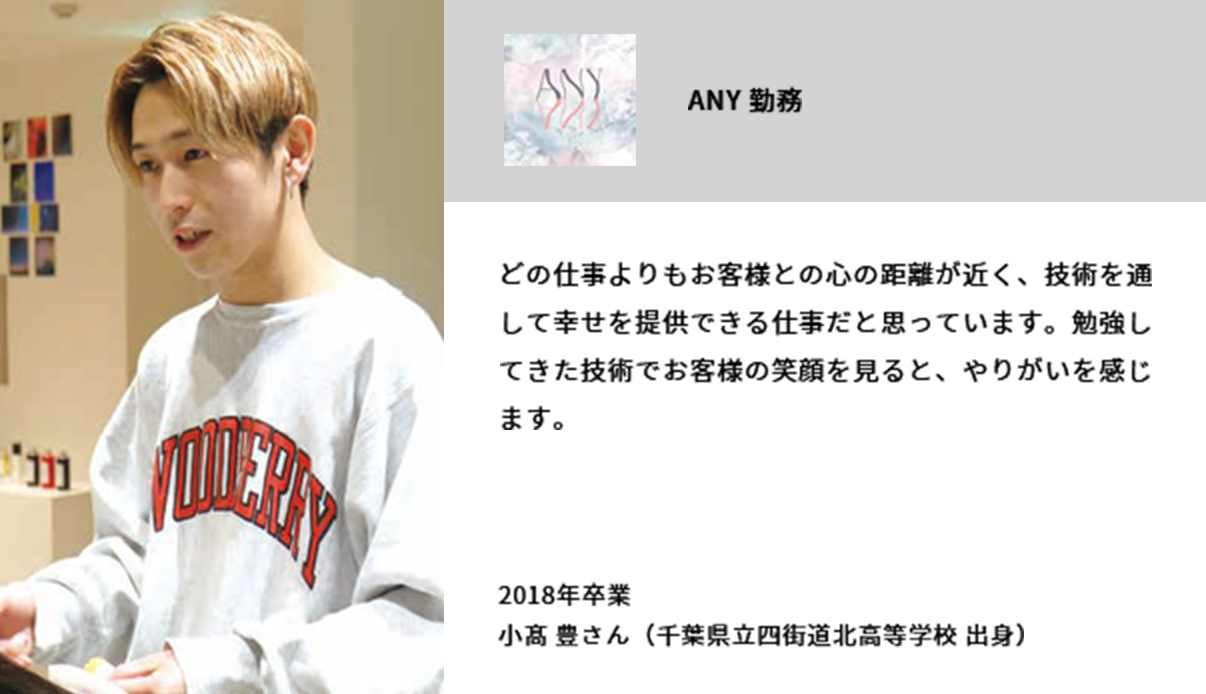 ANY
ANY 勤務
WOODBERRY
どの仕事よりもお客様との心の距離が近く、技術を通
して幸せを提供できる仕事だと思っています。勉強し
てきた技術でお客様の笑顔を見ると、やりがいを感じ
ます。
2018年卒業
小髙 豊さん（千葉県立四街道北高等学校 出身）